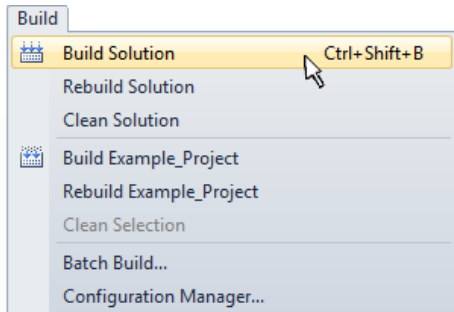 Build
Build Solution Ctrl+Shift+B
Rebuild Solution
Clean Solution
Build Example_Project
Rebuild Example_Project
Clean Selection
Batch Build...
Configuration Manager...